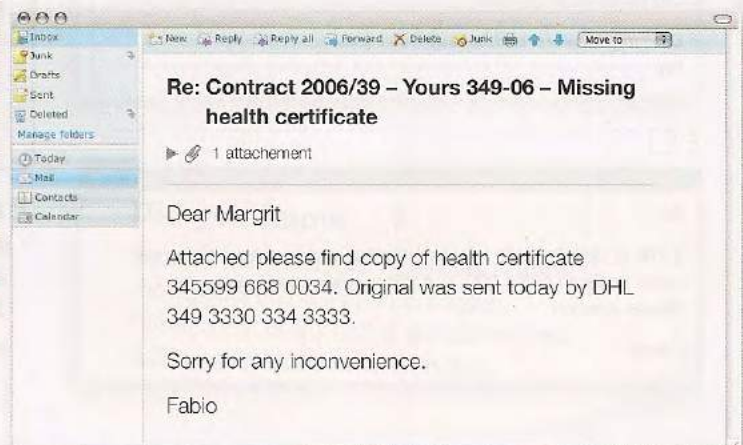 Inbox
Junk
Drafts
Sent
Deleted
Manage folders
Today
Mail
Contacts
Calendar
New Reply Reply all Forward Delete Junk Move to
Re: Contract 2006/39 – Yours 349-06 – Missing
health certificate
1 attachement
Dear Margrit
Attached please find copy of health certificate
345599 668 0034. Original was sent today by DHL
349 3330 334 3333.
Sorry for any inconvenience.
Fabio